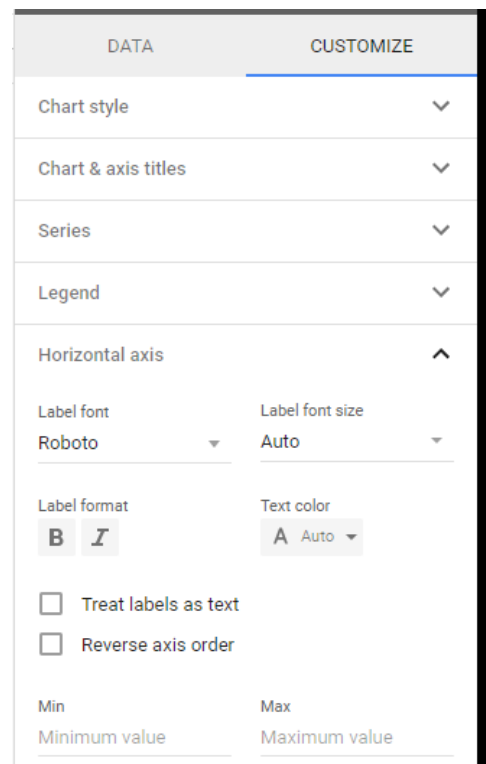 DATA CUSTOMIZE
Chart style
Chart & axis titles
Series
Legend
Horizontal axis
Label font Label font size
Roboto Auto
Label format Text color
B I A Auto
Treat labels as text
Reverse axis order
Min Max
Minimum value Maximum value